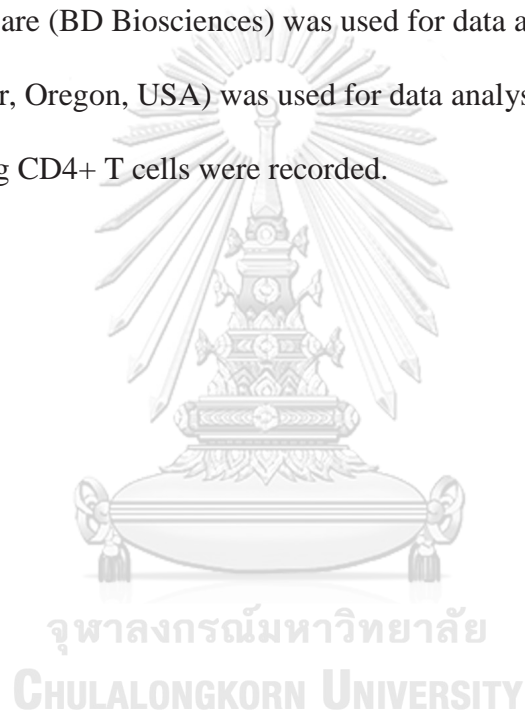 are (BD Biosciences) was used for data a
r, Oregon, USA) was used for data analys
g CD4+ T cells were recorded.
จุฬาลงกรณ์มหาวิทยาลัย
CHULALONGKORN UNIVERSITY